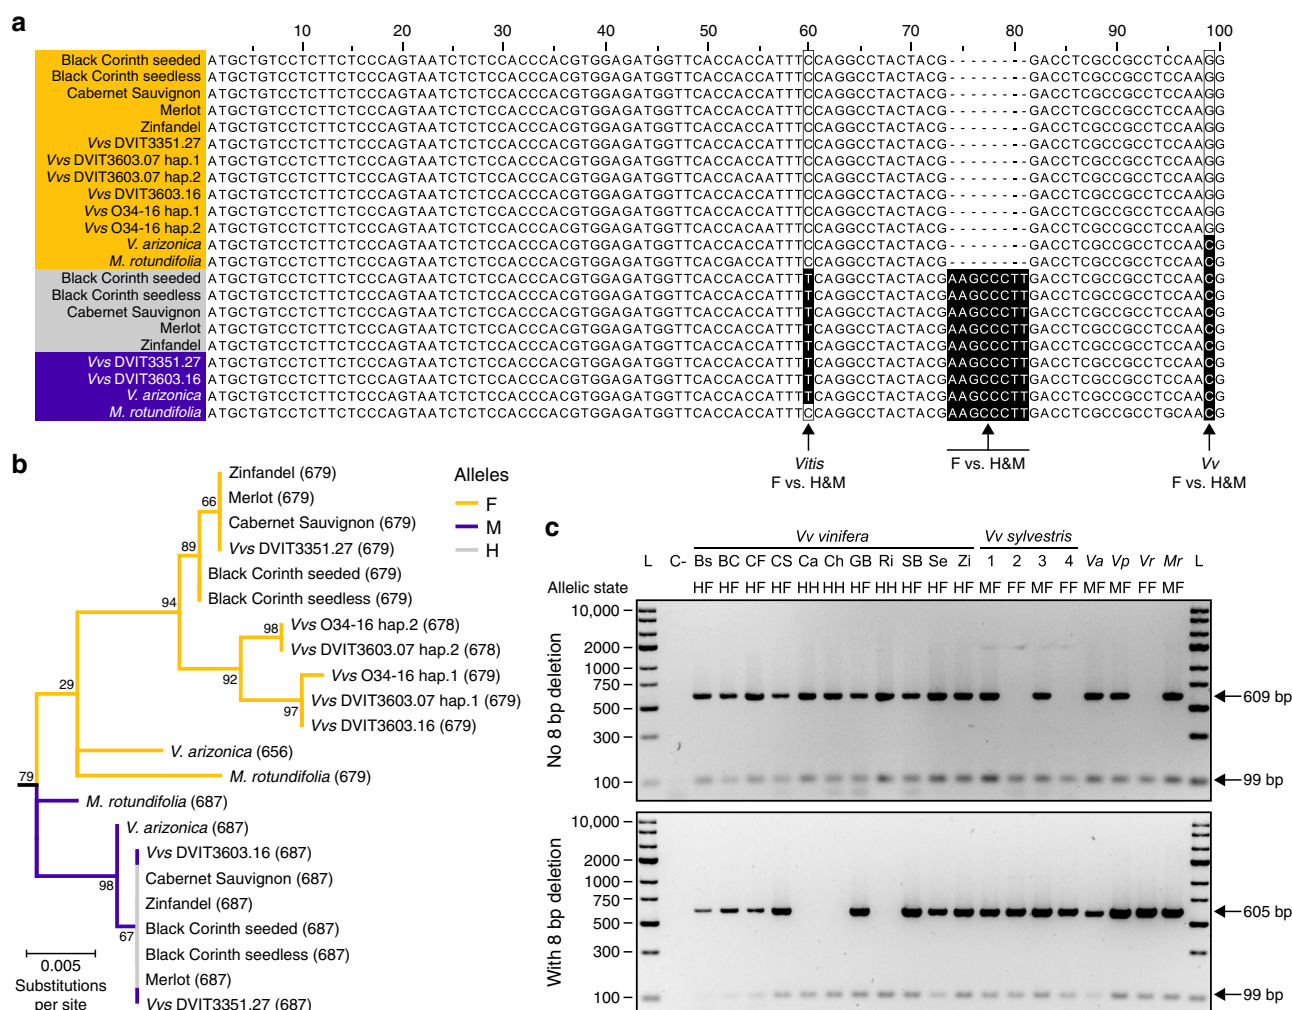 a
10 20 30 40 50 60 70 80 90 100
Black Corinth seeded ATGCTGTCCTCTTCTCCCAGTAATCTCTCCACCCACGTGGAGATGGTTCACCACCATTTCCAGGCCTACTACG--------GACCTCGCCGCCTCCAAGG
Black Corinth seedless ATGCTGTCCTCTTCTCCCAGTAATCTCTCCACCCACGTGGAGATGGTTCACCACCATTTCCAGGCCTACTACG--------GACCTCGCCGCCTCCAAGG
Cabernet Sauvignon ATGCTGTCCTCTTCTCCCAGTAATCTCTCCACCCACGTGGAGATGGTTCACCACCATTTCCAGGCCTACTACG--------GACCTCGCCGCCTCCAAGG
Merlot ATGCTGTCCTCTTCTCCCAGTAATCTCTCCACCCACGTGGAGATGGTTCACCACCATTTCCAGGCCTACTACG--------GACCTCGCCGCCTCCAAGG
Zinfandel ATGCTGTCCTCTTCTCCCAGTAATCTCTCCACCCACGTGGAGATGGTTCACCACCATTTCCAGGCCTACTACG--------GACCTCGCCGCCTCCAAGG
Vvs DVIT3351.27 ATGCTGTCCTCTTCTCCCAGTAATCTCTCCACCCACGTGGAGATGGTTCACCACCATTTCCAGGCCTACTACG--------GACCTCGCCGCCTCCAAGG
Vvs DVIT3603.07 hap.1 ATGCTGTCCTCTTCTCCCAGTAATCTCTCCACCCACGTGGAGATGGTTCACCACCATTTCCAGGCCTACTACG--------GACCTCGCCGCCTCCAAGG
Vvs DVIT3603.07 hap.2 ATGCTGTCCTCTTCTCCCAGTAATCTCTCCACCCACGTGGAGATGGTTCACCACAATTTCCAGGCCTACTACG--------GACCTCGCCGCCTCCAAGG
Vvs DVIT3603.16 ATGCTGTCCTCTTCTCCCAGTAATCTCTCCACCCACGTGGAGATGGTTCACCACCATTTCCAGGCCTACTACG--------GACCTCGCCGCCTCCAAGG
Vvs O34-16 hap.1 ATGCTGTCCTCTTCTCCCAGTAATCTCTCCACCCACGTGGAGATGGTTCACCACCATTTCCAGGCCTACTACG--------GACCTCGCCGCCTCCAAGG
Vvs O34-16 hap.2 ATGCTGTCCTCTTCTCCCAGTAATCTCTCCACCCACGTGGAGATGGTTCACCACAATTTCCAGGCCTACTACG--------GACCTCGCCGCCTCCAAGG
V. arizonica ATGCTGTCCTCTTCTCCCAGTAATCTCTCCACCCACGTGGAGATGGTTCACCACCATTTCCAGGCCTACTACG--------GACCTCGCCGCCTCCAACG
M. rotundifolia ATGCTGTCCTCTTCTCCCAGTAATCTCTCCACCCACGTGGAGATGGTTCACGACCATTTCCAGGCCTACTACG--------GACCTCGCCGCCTCCAACG
Black Corinth seeded ATGCTGTCCTCTTCTCCCAGTAATCTCTCCACCCACGTGGAGATGGTTCACCACCATTTTCAGGCCTACTACGAAGCCCTTGACCTCGCCGCCTCCAACG
Black Corinth seedless ATGCTGTCCTCTTCTCCCAGTAATCTCTCCACCCACGTGGAGATGGTTCACCACCATTTTCAGGCCTACTACGAAGCCCTTGACCTCGCCGCCTCCAACG
Cabernet Sauvignon ATGCTGTCCTCTTCTCCCAGTAATCTCTCCACCCACGTGGAGATGGTTCACCACCATTTTCAGGCCTACTACGAAGCCCTTGACCTCGCCGCCTCCAACG
Merlot ATGCTGTCCTCTTCTCCCAGTAATCTCTCCACCCACGTGGAGATGGTTCACCACCATTTTCAGGCCTACTACGAAGCCCTTGACCTCGCCGCCTCCAACG
Zinfandel ATGCTGTCCTCTTCTCCCAGTAATCTCTCCACCCACGTGGAGATGGTTCACCACCATTTTCAGGCCTACTACGAAGCCCTTGACCTCGCCGCCTCCAACG
Vvs DVIT3351.27 ATGCTGTCCTCTTCTCCCAGTAATCTCTCCACCCACGTGGAGATGGTTCACCACCATTTTCAGGCCTACTACGAAGCCCTTGACCTCGCCGCCTCCAACG
Vvs DVIT3603.16 ATGCTGTCCTCTTCTCCCAGTAATCTCTCCACCCACGTGGAGATGGTTCACCACCATTTTCAGGCCTACTACGAAGCCCTTGACCTCGCCGCCTCCAACG
V. arizonica ATGCTGTCCTCTTCTCCCAGTAATCTCTCCACCCACGTGGAGATGGTTCACCACCATTTTCAGGCCTACTACGAAGCCCTTGACCTCGCCGCCTCCAACG
M. rotundifolia ATGCTGTCCTCTTCTCCCAGTAATCTCTCCACCCACGTGGAGATGGTTCACCACCATTTCCAGGCCTACTACGAAGCCCTTGACCTCGCCGCCTGCAACG
Vitis
F vs. H&M
F vs. H&M
Vv
F vs. H&M
b
Zinfandel (679)
Merlot (679)
Cabernet Sauvignon (679)
Vvs DVIT3351.27 (679)
Black Corinth seeded (679)
Black Corinth seedless (679)
Vvs O34-16 hap.2 (678)
Vvs DVIT3603.07 hap.2 (678)
Vvs O34-16 hap.1 (679)
Vvs DVIT3603.07 hap.1 (679)
Vvs DVIT3603.16 (679)
V. arizonica (656)
M. rotundifolia (679)
M. rotundifolia (687)
V. arizonica (687)
Vvs DVIT3603.16 (687)
Cabernet Sauvignon (687)
Zinfandel (687)
Black Corinth seeded (687)
Black Corinth seedless (687)
Merlot (687)
Vvs DVIT3351.27 (687)
66
89
94
98
92
97
29
79
98
67
Alleles
F
M
H
0.005
Substitutions
per site
c
Vv vinifera Vv sylvestris
L C- Bs BC CF CS Ca Ch GB Ri SB Se Zi 1 2 3 4 Va Vp Vr Mr L
Allelic state HF HF HF HF HH HH HF HH HF HF HF MF FF MF FF MF MF FF MF
No 8 bp deletion
10,000
2000
1000
750
500
300
100
609 bp
99 bp
With 8 bp deletion
10,000
2000
1000
750
500
300
100
605 bp
99 bp